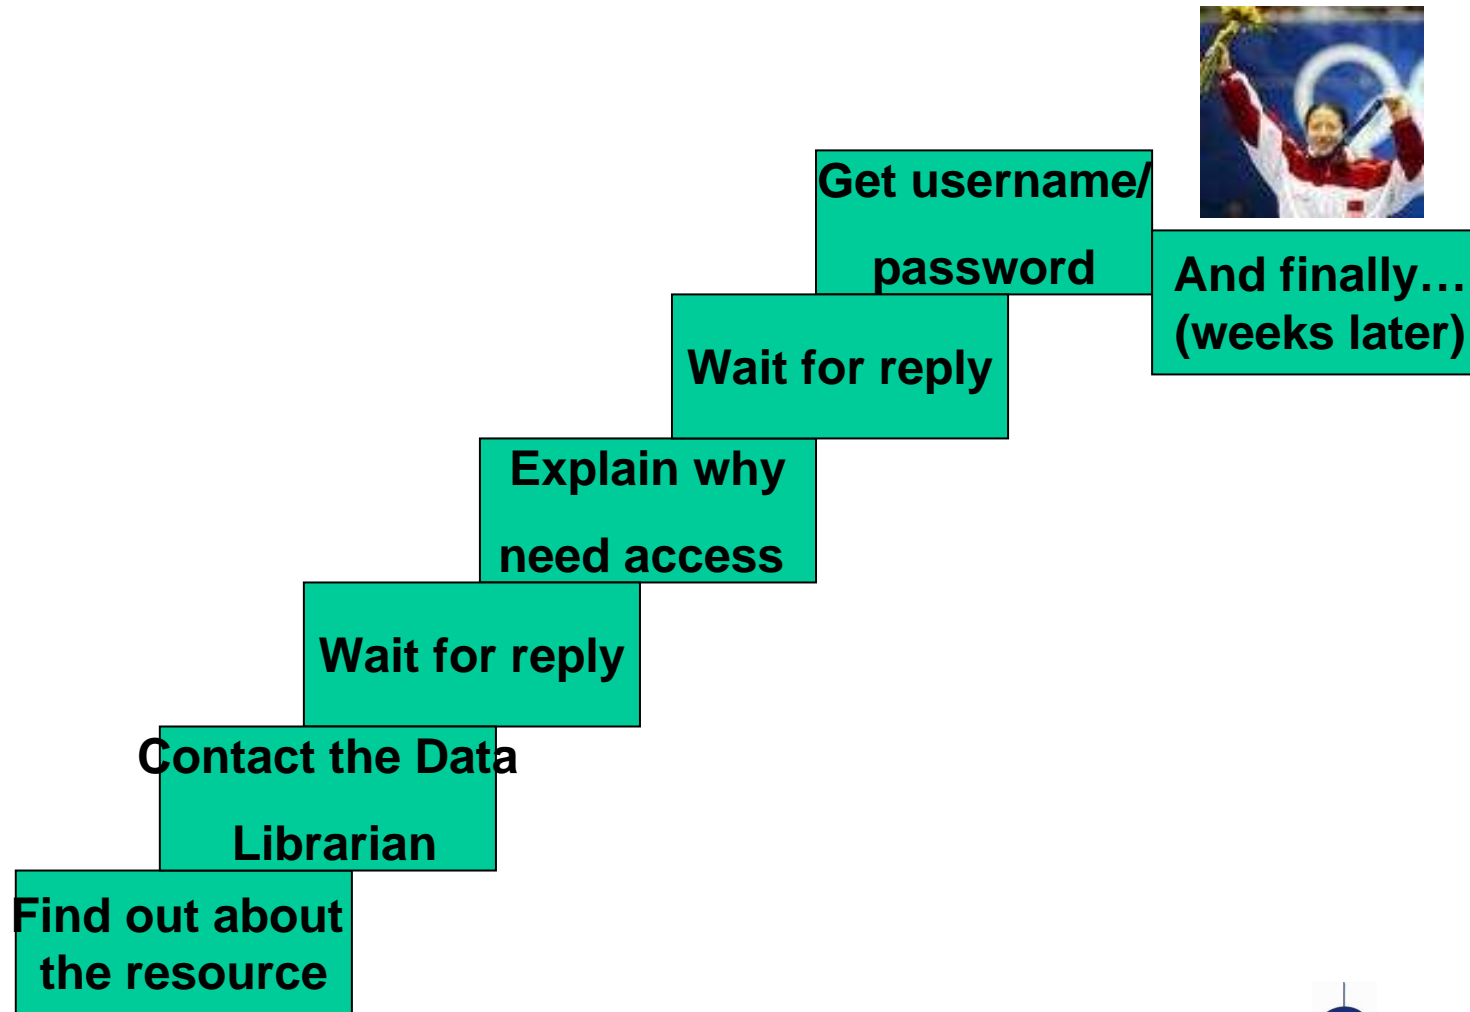 Get username/
password
And finally…
(weeks later)
Wait for reply
Explain why
need access
Wait for reply
Contact the Data
Librarian
Find out about
the resource